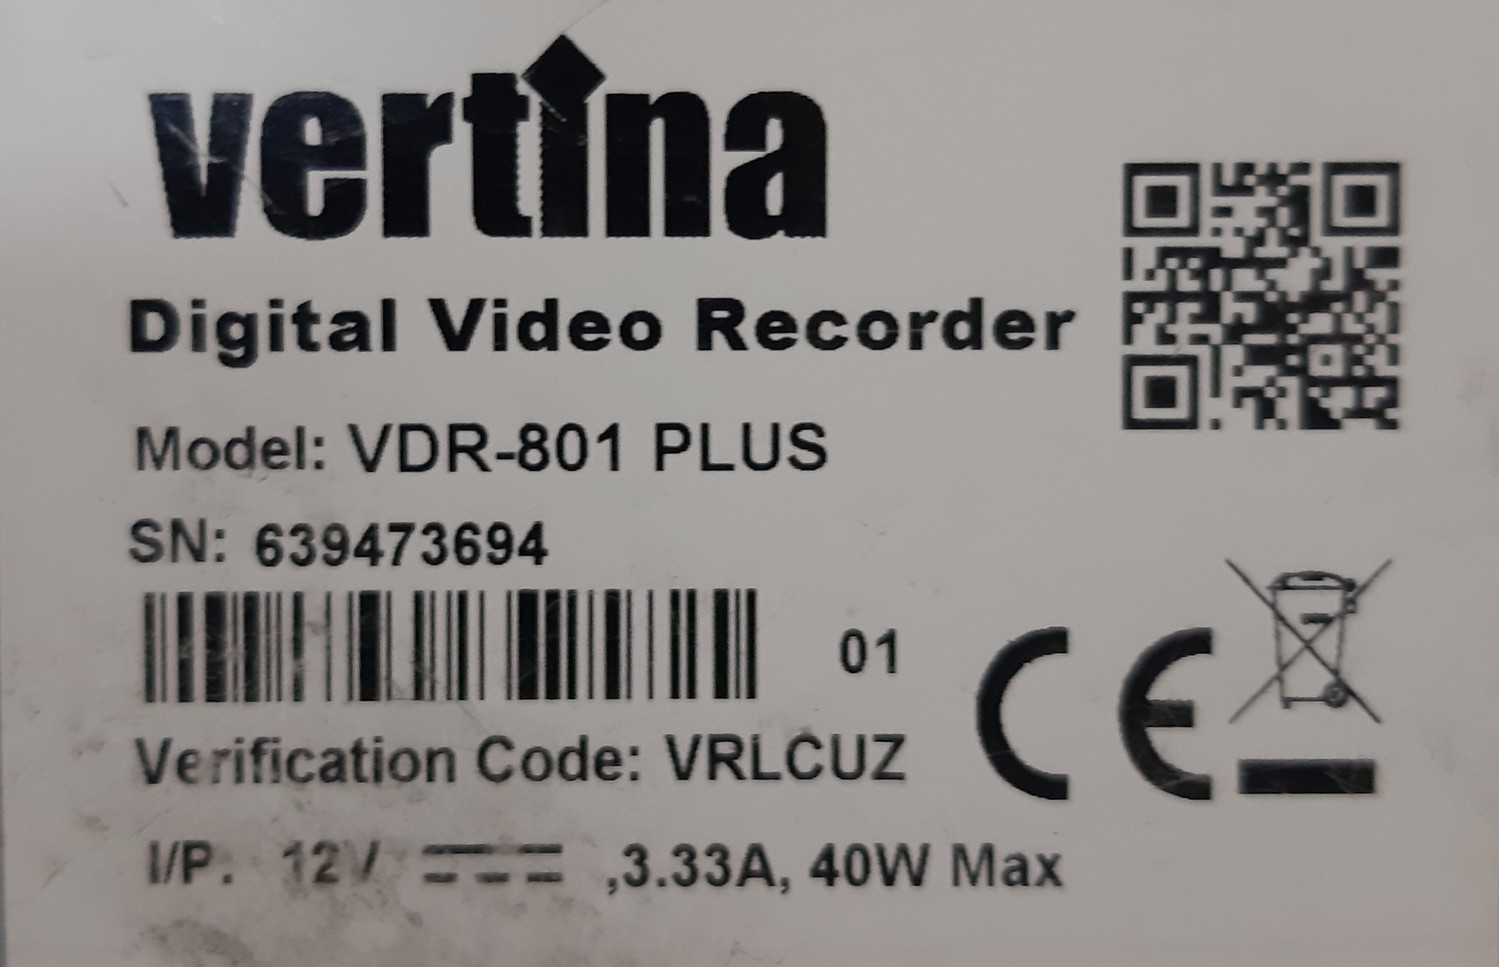 vertina
Digital Video Recorder
Model: VDR-801 PLUS
SN: 639473694
01
Verification Code: VRLCUZ
I/P. 12V ⎓ ,3.33A, 40W Max
CE